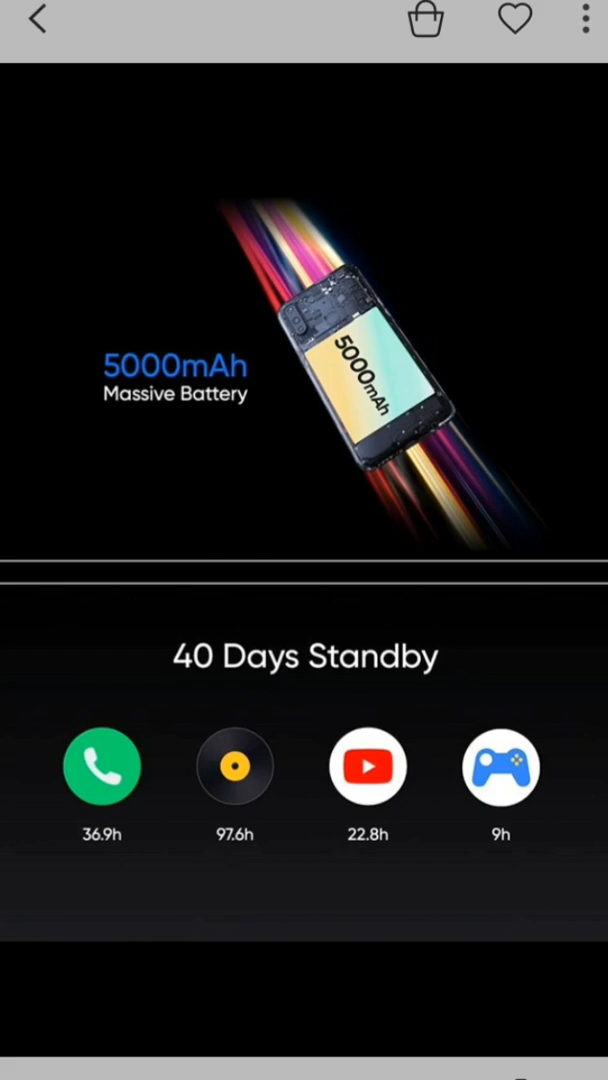 5000mAh
Massive Battery
5000mAh
40 Days Standby
36.9h
97.6h
22.8h
9h